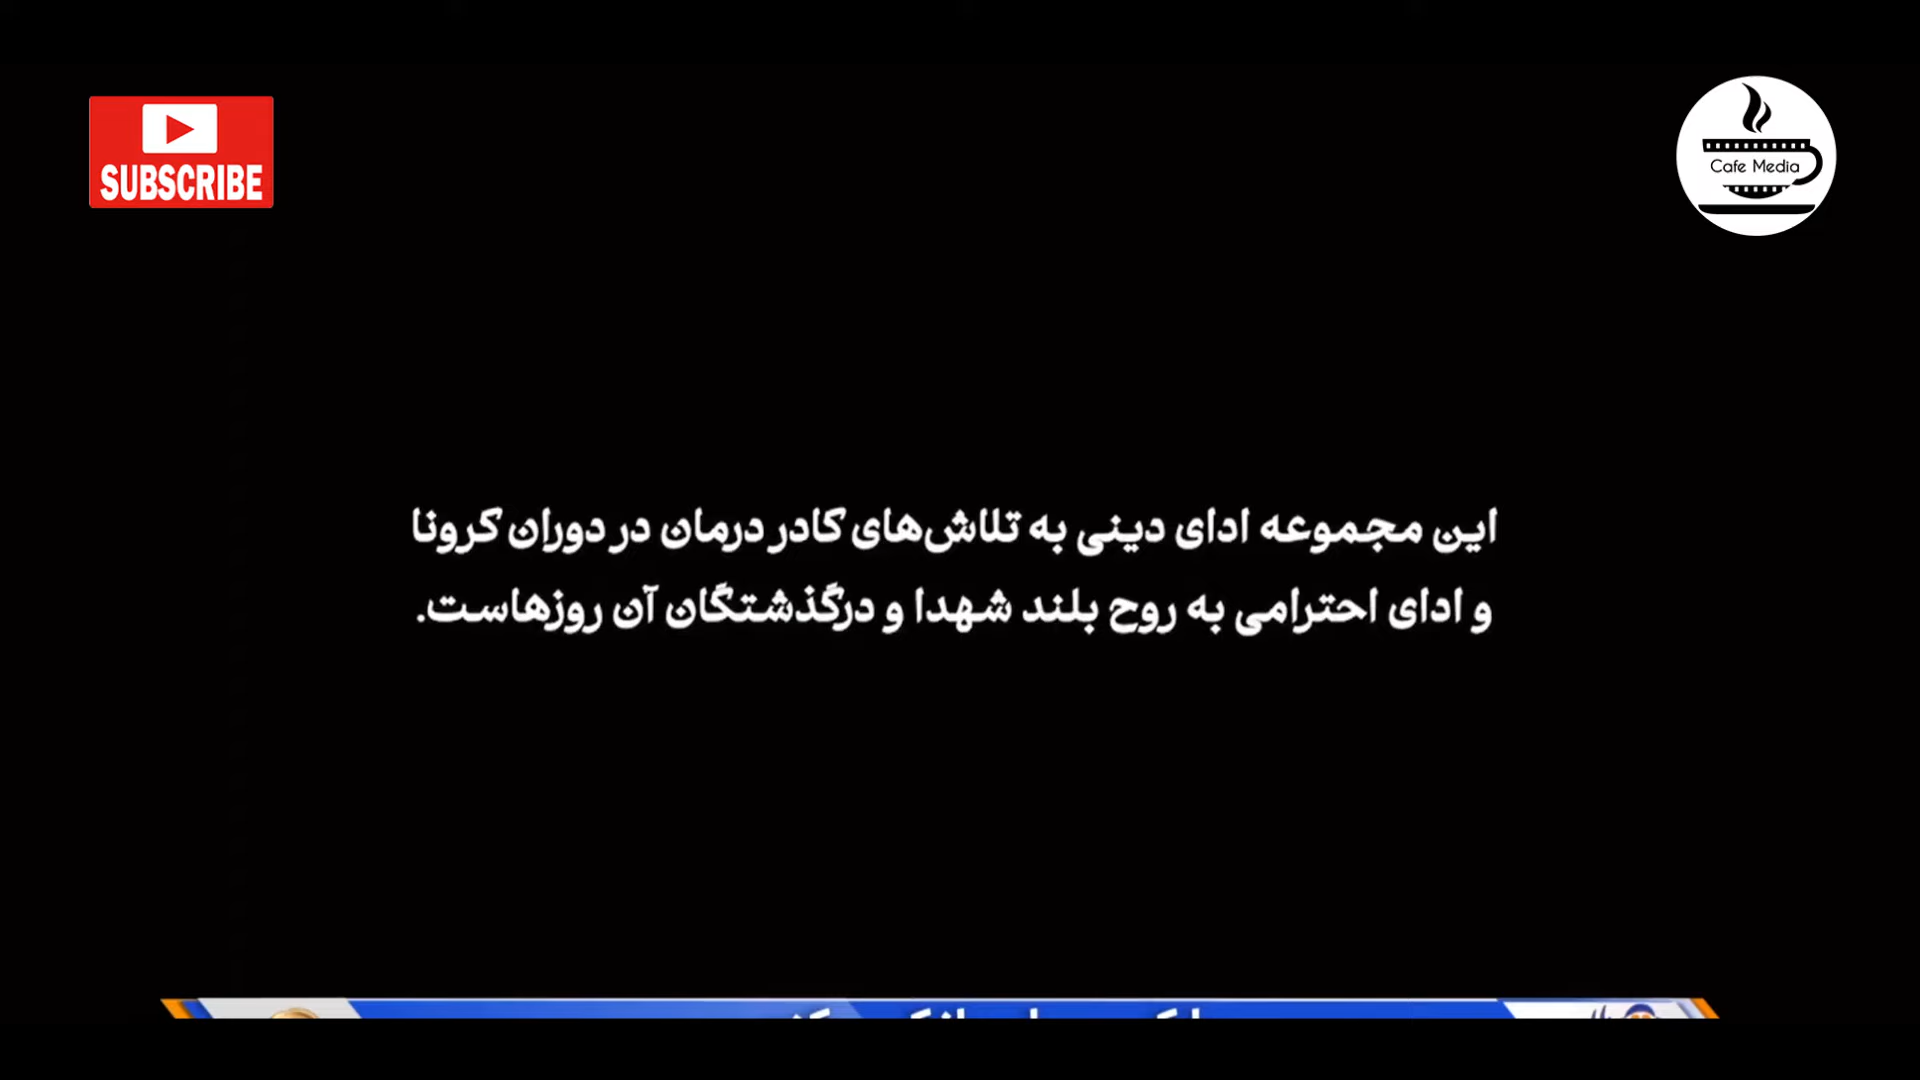 SUBSCRIBE
Cafe Media
این مجموعه ادای دینی به تلاش‌های کادر درمان در دوران کرونا
و ادای احترامی به روح بلند شهدا و درگذشتگان آن روزهاست.